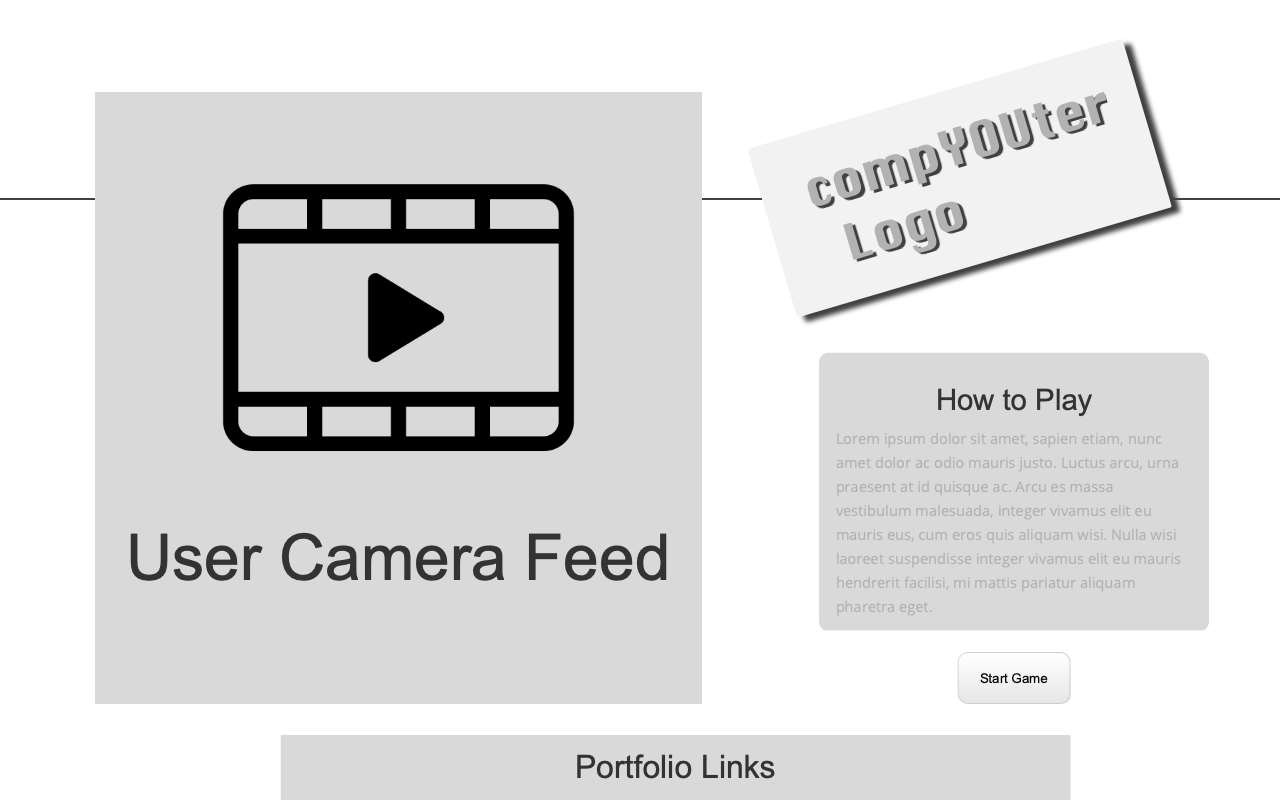 compYOUter
Logo
User Camera Feed
How to Play
Lorem ipsum dolor sit amet, sapien etiam, nunc
amet dolor ac odio mauris justo. Luctus arcu, urna
praesent at id quisque ac. Arcu es massa
vestibulum malesuada, integer vivamus elit eu
mauris eus, cum eros quis aliquam wisi. Nulla wisi
laoreet suspendisse integer vivamus elit eu mauris
hendrerit facilisi, mi mattis pariatur aliquam
pharetra eget.
Start Game
Portfolio Links